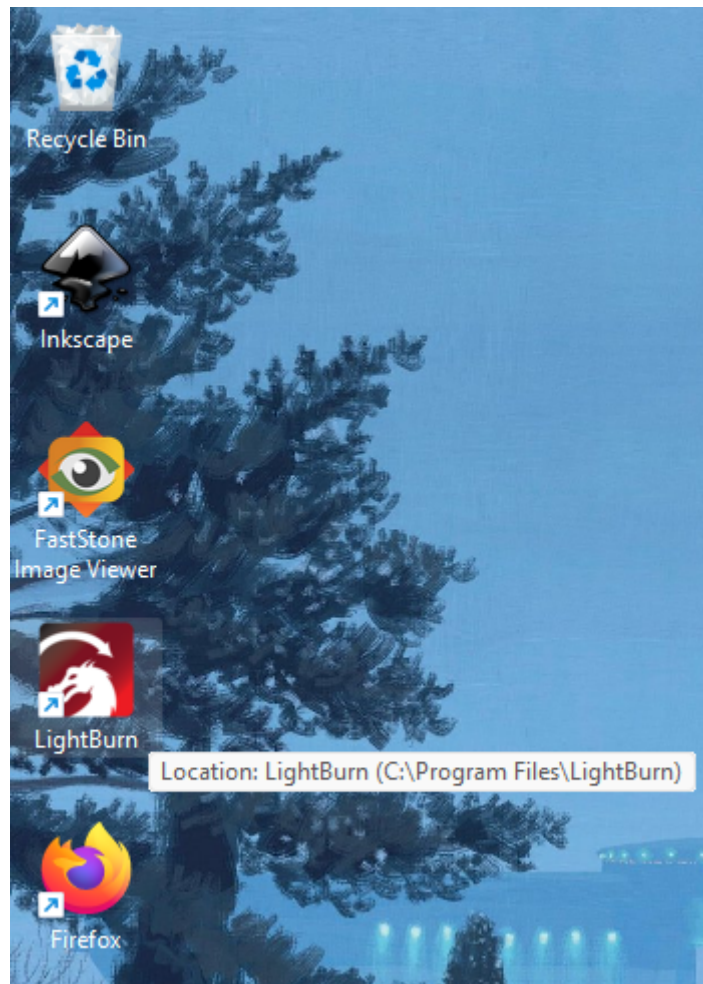 Recycle Bin
Inkscape
FastStone
Image Viewer
LightBurn
Location: LightBurn (C:\Program Files\LightBurn)
Firefox